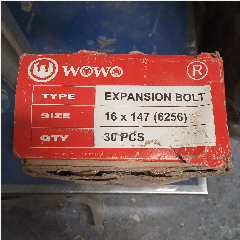 WOWO ®
TYPE EXPANSION BOLT
SIZE 16 x 147 (6256)
QTY 30 PCS